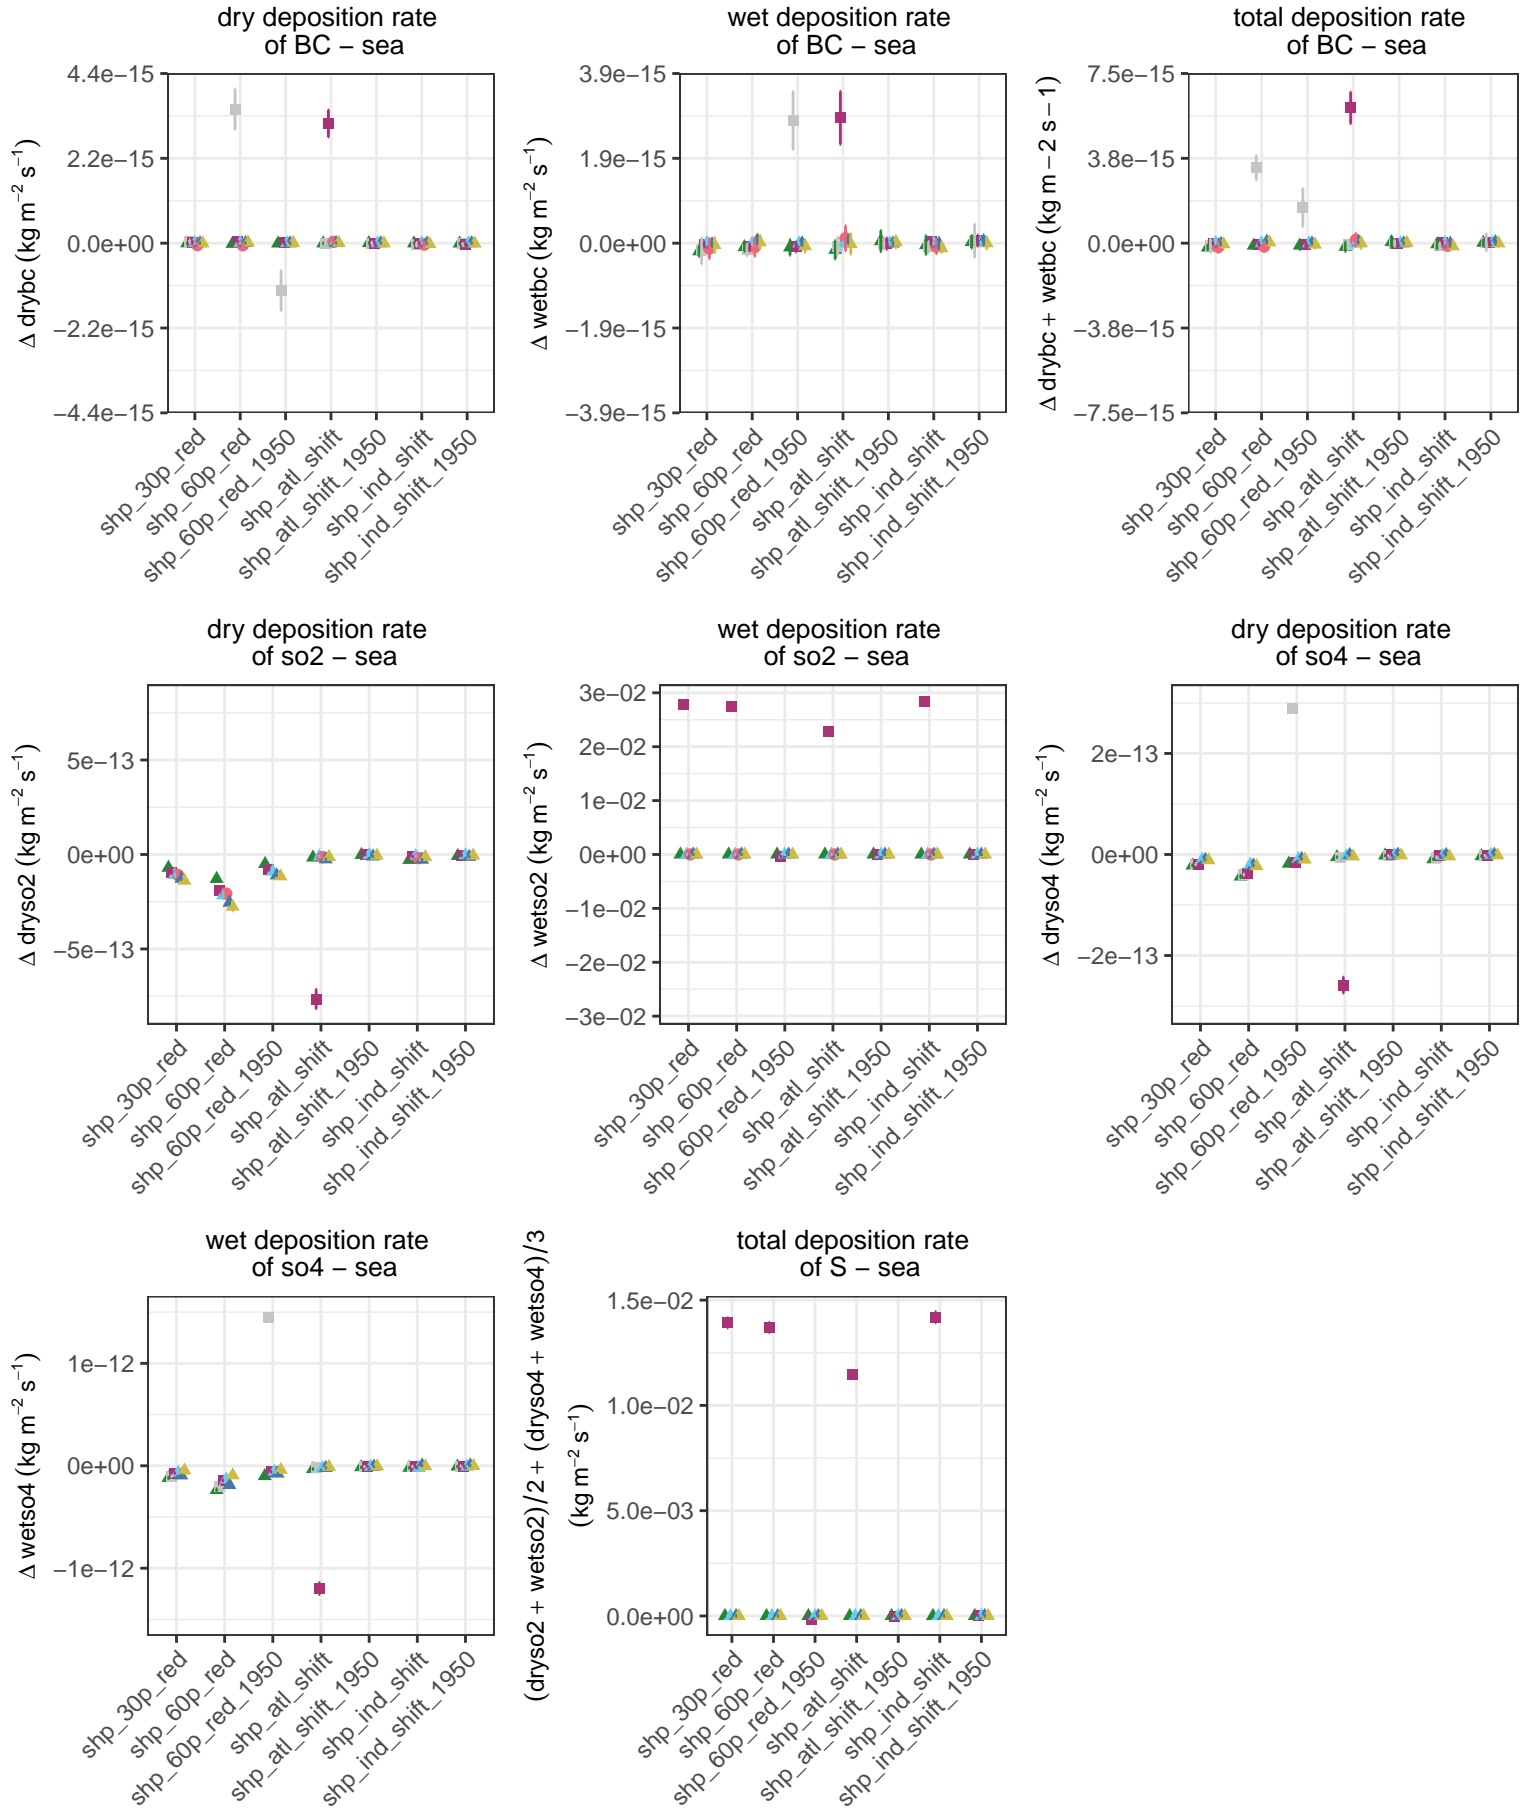 dry deposition rate
of BC − sea
Δ drybc (kg m−2 s−1)
4.4e−15
2.2e−15
0.0e+00
−2.2e−15
−4.4e−15
shp_30p_red
shp_60p_red
shp_60p_red_1950
shp_atl_shift
shp_atl_shift_1950
shp_ind_shift
shp_ind_shift_1950
wet deposition rate
of BC − sea
Δ wetbc (kg m−2 s−1)
3.9e−15
1.9e−15
0.0e+00
−1.9e−15
−3.9e−15
shp_30p_red
shp_60p_red
shp_60p_red_1950
shp_atl_shift
shp_atl_shift_1950
shp_ind_shift
shp_ind_shift_1950
total deposition rate
of BC − sea
Δ drybc + wetbc (kg m − 2 s − 1)
7.5e−15
3.8e−15
0.0e+00
−3.8e−15
−7.5e−15
shp_30p_red
shp_60p_red
shp_60p_red_1950
shp_atl_shift
shp_atl_shift_1950
shp_ind_shift
shp_ind_shift_1950
dry deposition rate
of so2 − sea
Δ dryso2 (kg m−2 s−1)
5e−13
0e+00
−5e−13
shp_30p_red
shp_60p_red
shp_60p_red_1950
shp_atl_shift
shp_atl_shift_1950
shp_ind_shift
shp_ind_shift_1950
wet deposition rate
of so2 − sea
Δ wetso2 (kg m−2 s−1)
3e−02
2e−02
1e−02
0e+00
−1e−02
−2e−02
−3e−02
shp_30p_red
shp_60p_red
shp_60p_red_1950
shp_atl_shift
shp_atl_shift_1950
shp_ind_shift
shp_ind_shift_1950
dry deposition rate
of so4 − sea
Δ dryso4 (kg m−2 s−1)
2e−13
0e+00
−2e−13
shp_30p_red
shp_60p_red
shp_60p_red_1950
shp_atl_shift
shp_atl_shift_1950
shp_ind_shift
shp_ind_shift_1950
wet deposition rate
of so4 − sea
Δ wetso4 (kg m−2 s−1)
1e−12
0e+00
−1e−12
shp_30p_red
shp_60p_red
shp_60p_red_1950
shp_atl_shift
shp_atl_shift_1950
shp_ind_shift
shp_ind_shift_1950
total deposition rate
of S − sea
(dryso2 + wetso2)/2 + (dryso4 + wetso4)/3
(kg m−2 s−1)
1.5e−02
1.0e−02
5.0e−03
0.0e+00
shp_30p_red
shp_60p_red
shp_60p_red_1950
shp_atl_shift
shp_atl_shift_1950
shp_ind_shift
shp_ind_shift_1950